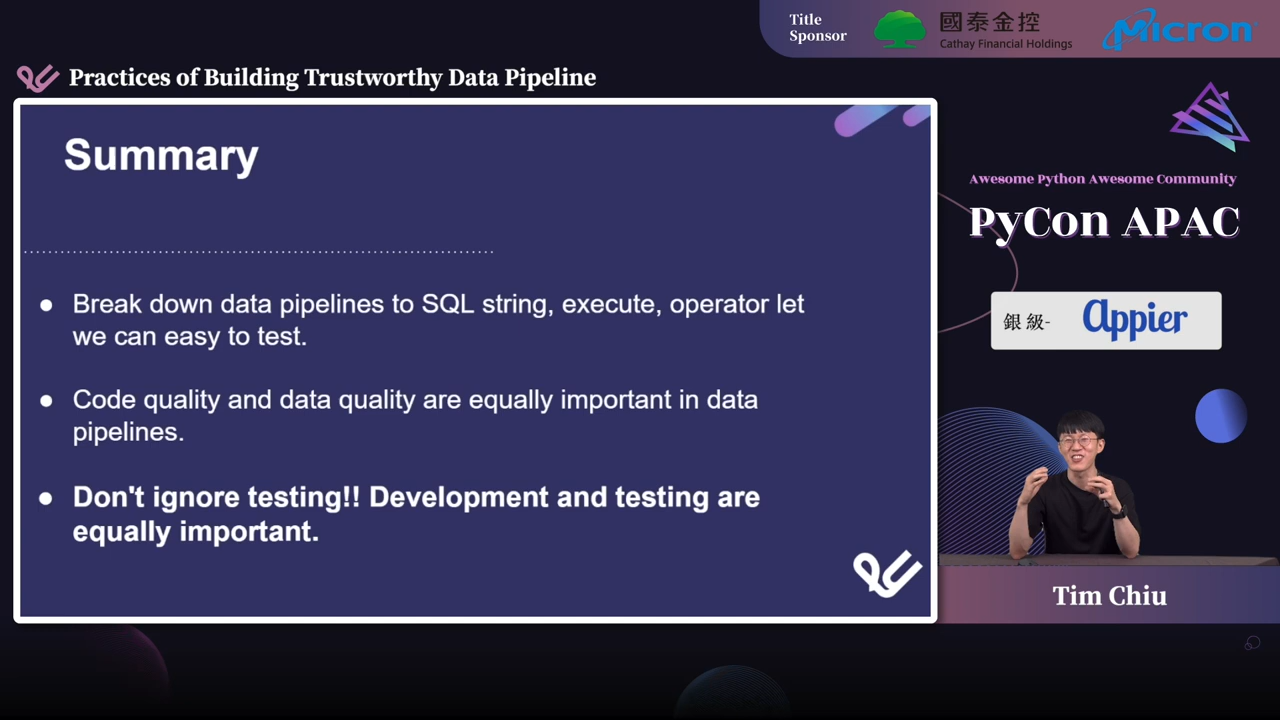 Title
Sponsor
國泰金控
Cathay Financial Holdings
Micron
Practices of Building Trustworthy Data Pipeline
Summary
Break down data pipelines to SQL string, execute, operator let
we can easy to test.
Code quality and data quality are equally important in data
pipelines.
Don't ignore testing!! Development and testing are
equally important.
Awesome Python Awesome Community
PyCon APAC
銀級- Appier
Tim Chiu